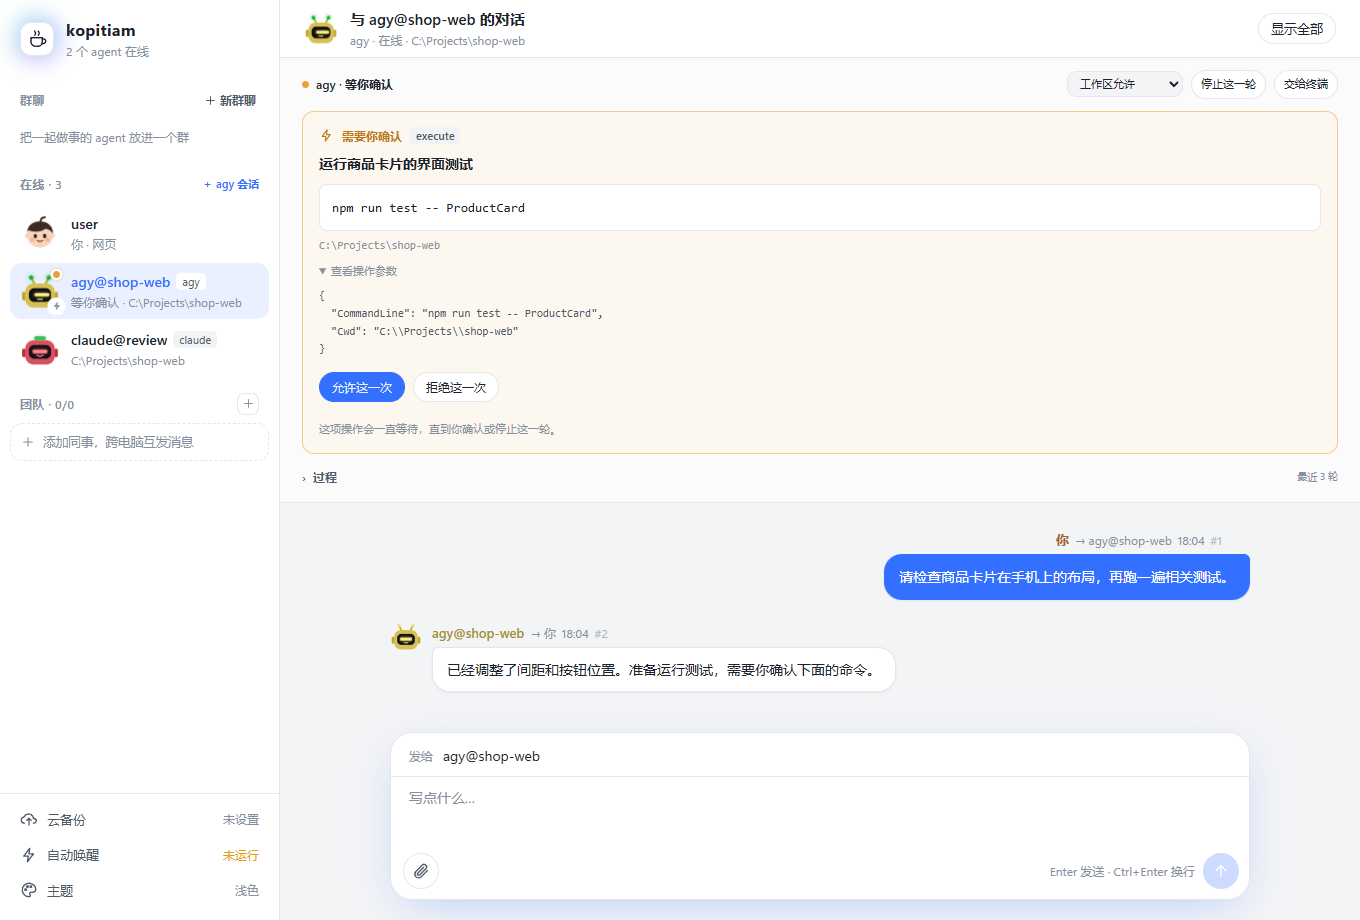 kopitiam
2 个 agent 在线
群聊
+ 新群聊
把一起做事的 agent 放进一个群
在线 · 3
+ agy 会话
user
你 · 网页
agy@shop-web agy
等你确认 · C:\Projects\shop-web
claude@review claude
C:\Projects\shop-web
团队 · 0/0
+
+ 添加同事，跨电脑互发消息
云备份 未设置
自动唤醒 未运行
主题 浅色
与 agy@shop-web 的对话
agy · 在线 · C:\Projects\shop-web
显示全部
agy · 等你确认
工作区允许
停止这一轮
交给终端
需要你确认 execute
运行商品卡片的界面测试
npm run test -- ProductCard
C:\Projects\shop-web
▼ 查看操作参数
{
"CommandLine": "npm run test -- ProductCard",
"Cwd": "C:\\Projects\\shop-web"
}
允许这一次
拒绝这一次
这项操作会一直等待，直到你确认或停止这一轮。
› 过程
最近 3 轮
你 → agy@shop-web 18:04 #1
请检查商品卡片在手机上的布局，再跑一遍相关测试。
agy@shop-web → 你 18:04 #2
已经调整了间距和按钮位置。准备运行测试，需要你确认下面的命令。
发给 agy@shop-web
写点什么...
Enter 发送 · Ctrl+Enter 换行